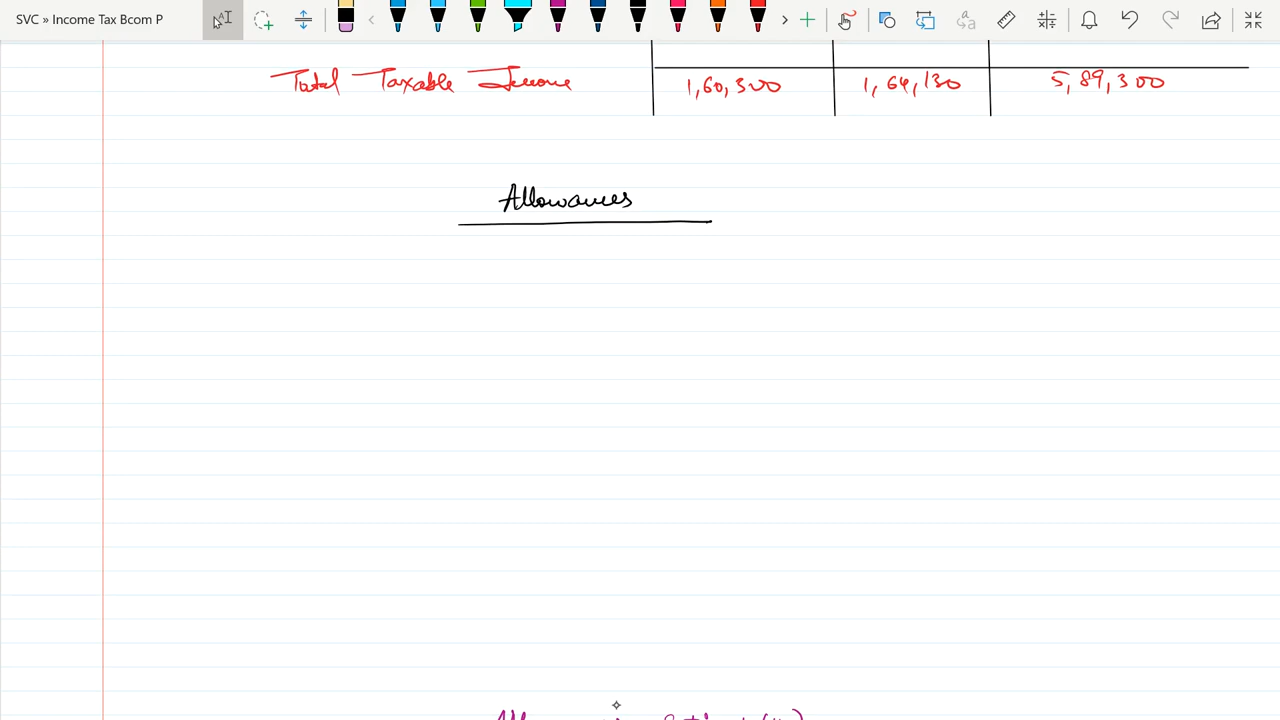 SVC » Income Tax Bcom P
Total Taxable Income 1,60,300 1,64,130 5,89,300
Allowances